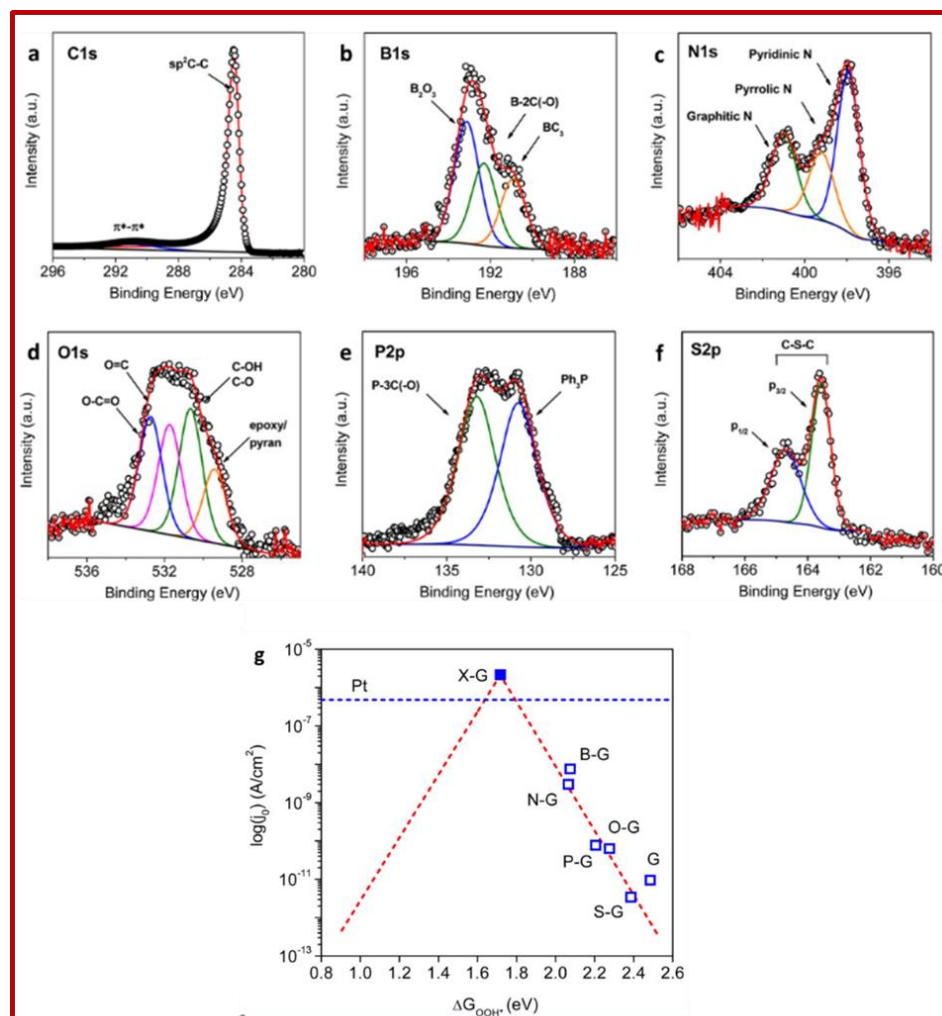 a C1s
sp²C-C
π*-π*
Intensity (a.u.)
296 292 288 284 280
Binding Energy (eV)
b B1s
B₂O₃
B-2C(-O)
BC₃
Intensity (a.u.)
196 192 188
Binding Energy (eV)
c N1s
Pyridinic N
Pyrrolic N
Graphitic N
Intensity (a.u.)
404 400 396
Binding Energy (eV)
d O1s
O=C
C-OH
C-O
O-C=O
epoxy/
pyran
Intensity (a.u.)
536 532 528
Binding Energy (eV)
e P2p
P-3C(-O)
Ph₃P
Intensity (a.u.)
140 135 130 125
Binding Energy (eV)
f S2p
C-S-C
p₃/₂
p₁/₂
Intensity (a.u.)
168 166 164 162 160
Binding Energy (eV)
g
X-G
Pt
B-G
N-G
O-G
P-G
G
S-G
log(j₀) (A/cm²)
10⁻⁵
10⁻⁷
10⁻⁹
10⁻¹¹
10⁻¹³
0.8 1.0 1.4 1.6 1.8 2.0 2.2 2.4 2.6
ΔG_OOH* (eV)